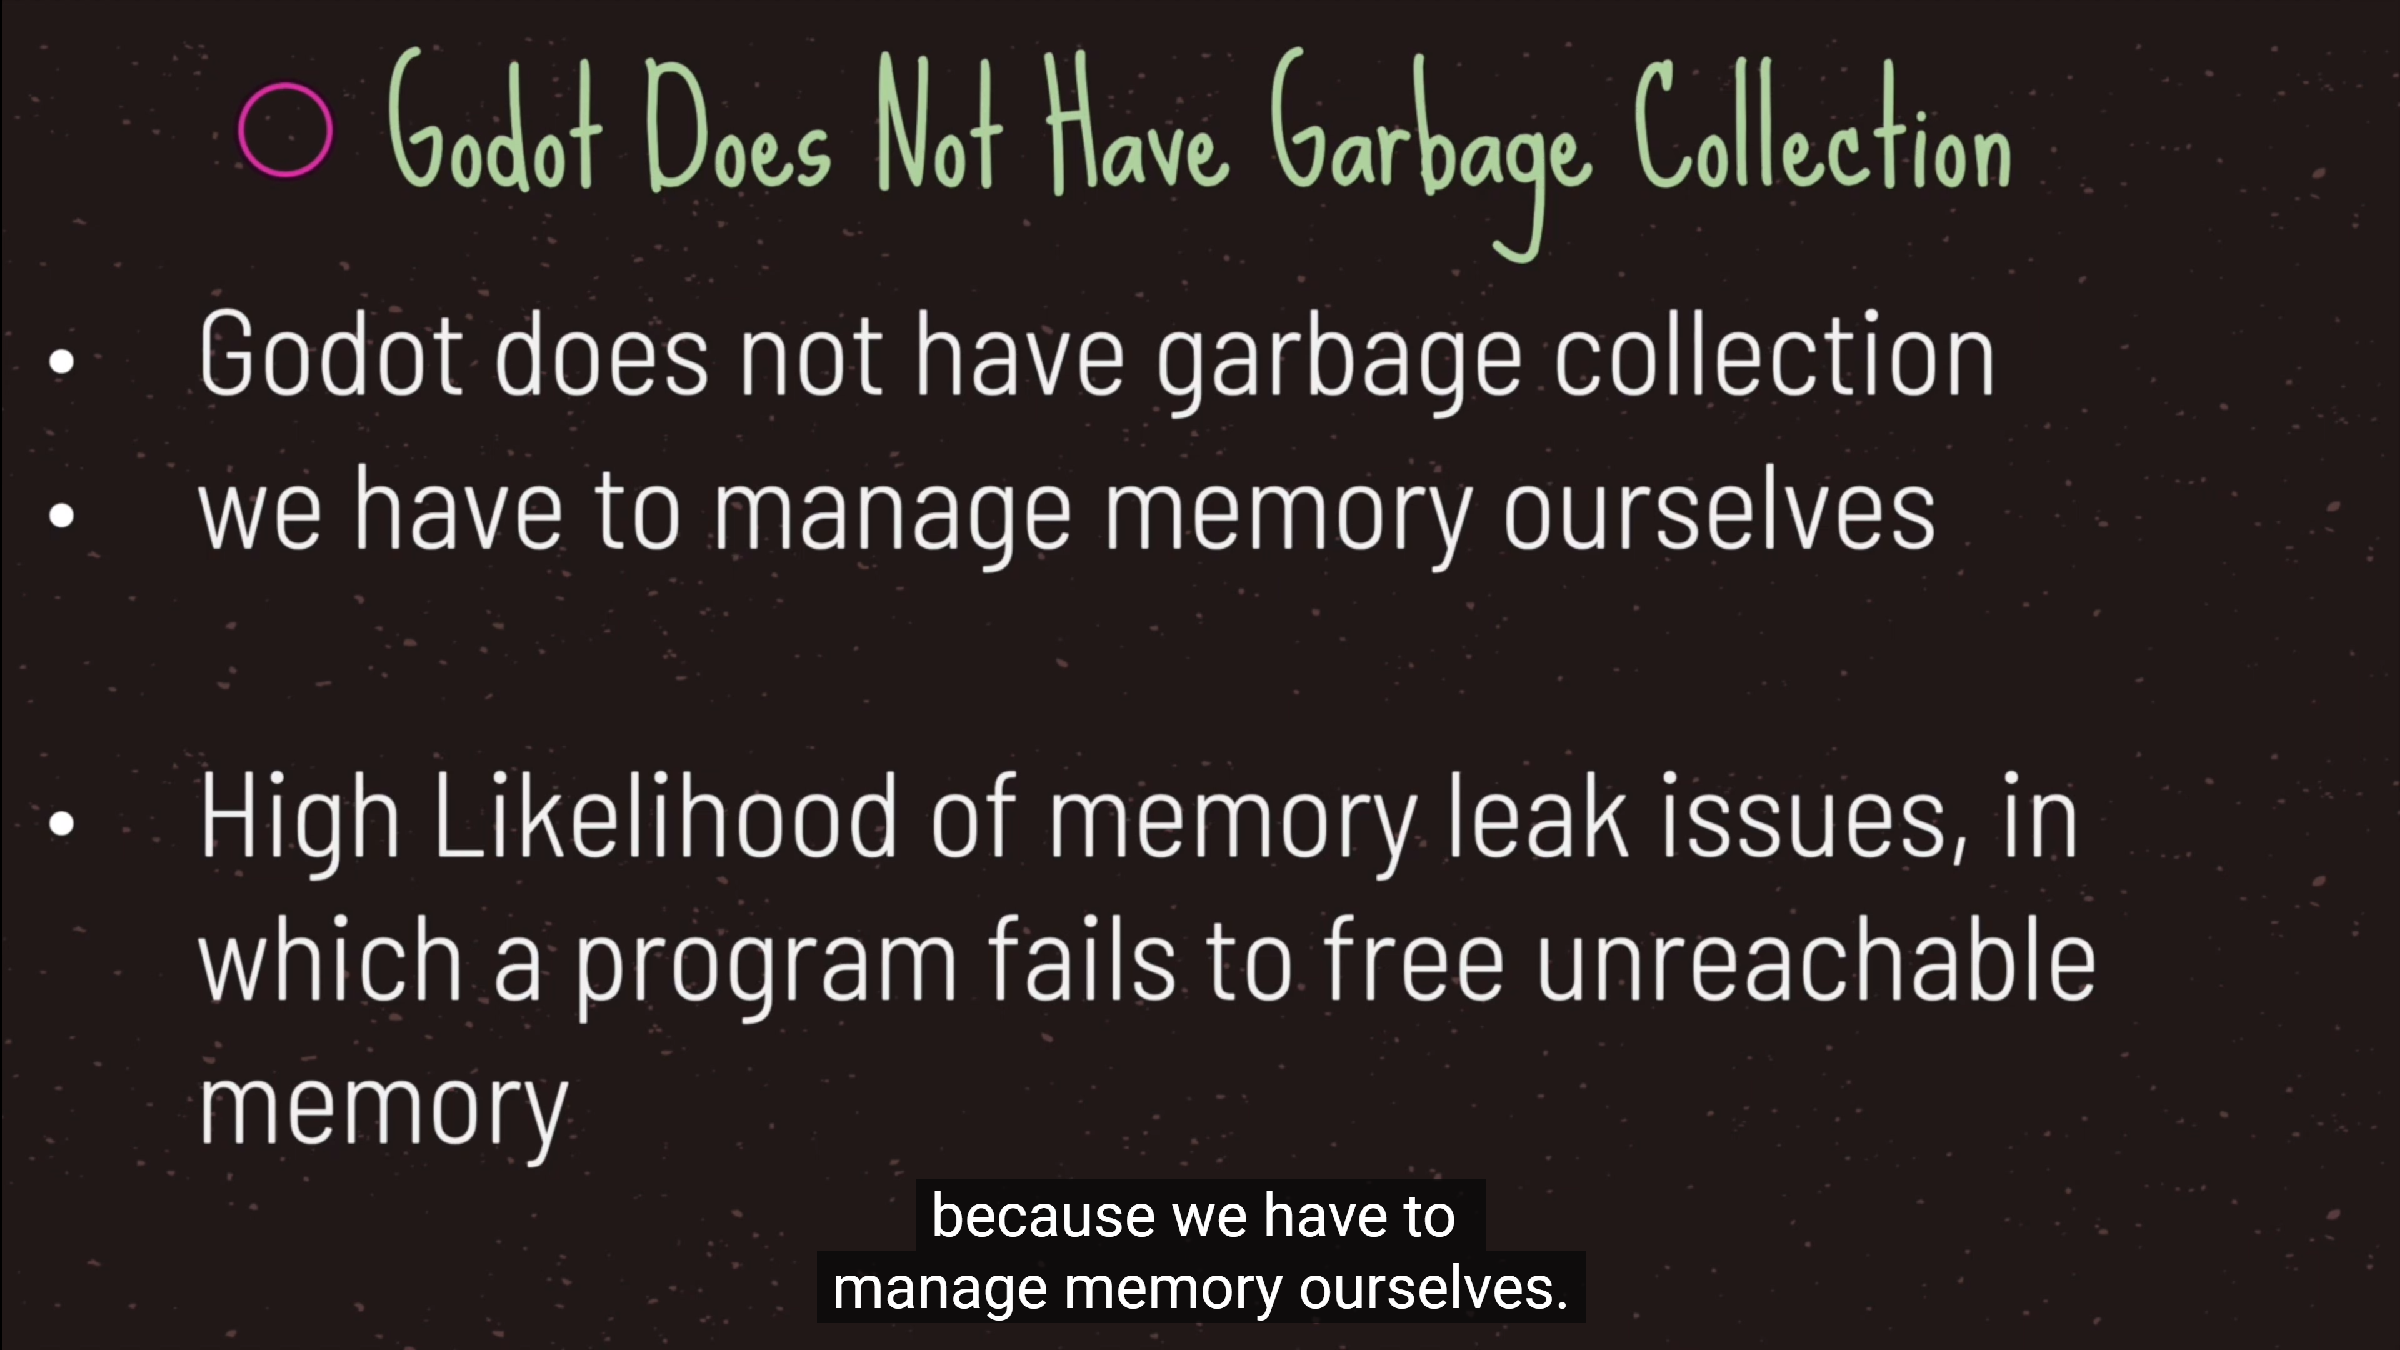 Godot Does Not Have Garbage Collection
• Godot does not have garbage collection
• we have to manage memory ourselves
• High Likelihood of memory leak issues, in
which a program fails to free unreachable
memory
because we have to
manage memory ourselves.